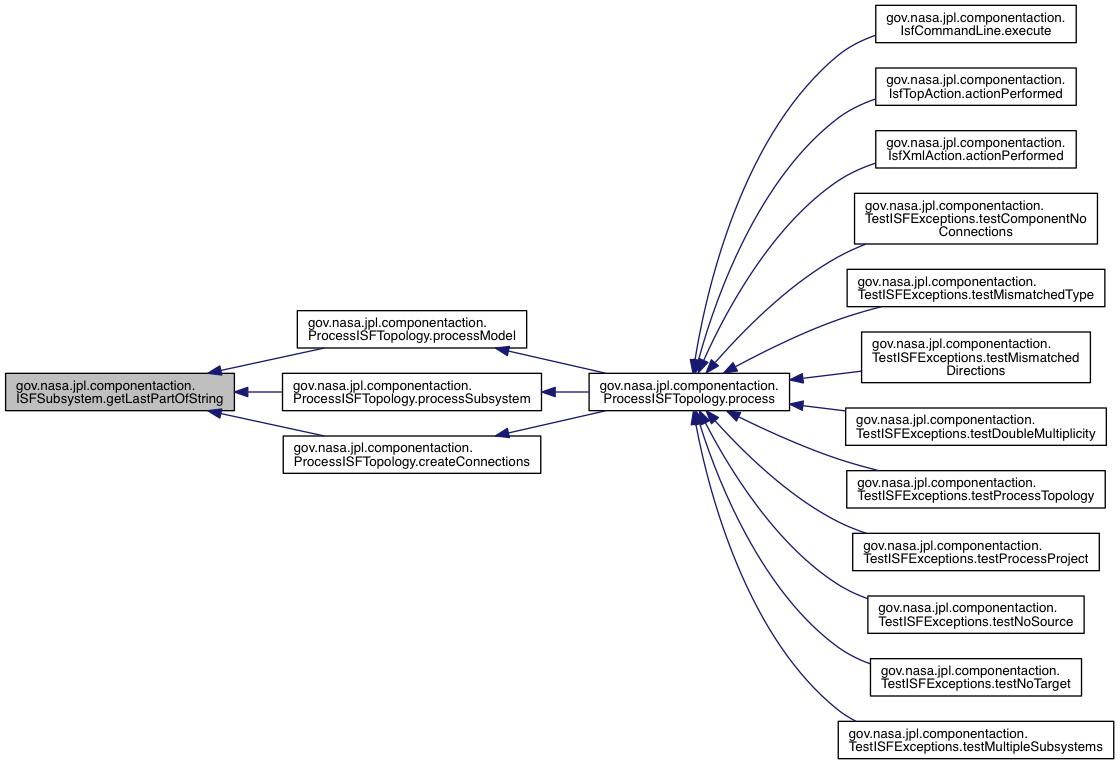 gov.nasa.jpl.componentaction.
ISFSubsystem.getLastPartOfString
gov.nasa.jpl.componentaction.
ProcessISFTopology.processModel
gov.nasa.jpl.componentaction.
ProcessISFTopology.processSubsystem
gov.nasa.jpl.componentaction.
ProcessISFTopology.createConnections
gov.nasa.jpl.componentaction.
ProcessISFTopology.process
gov.nasa.jpl.componentaction.
IsfCommandLine.execute
gov.nasa.jpl.componentaction.
IsfTopAction.actionPerformed
gov.nasa.jpl.componentaction.
IsfXmlAction.actionPerformed
gov.nasa.jpl.componentaction.
TestISFExceptions.testComponentNo
Connections
gov.nasa.jpl.componentaction.
TestISFExceptions.testMismatchedType
gov.nasa.jpl.componentaction.
TestISFExceptions.testMismatched
Directions
gov.nasa.jpl.componentaction.
TestISFExceptions.testDoubleMultiplicity
gov.nasa.jpl.componentaction.
TestISFExceptions.testProcessTopology
gov.nasa.jpl.componentaction.
TestISFExceptions.testProcessProject
gov.nasa.jpl.componentaction.
TestISFExceptions.testNoSource
gov.nasa.jpl.componentaction.
TestISFExceptions.testNoTarget
gov.nasa.jpl.componentaction.
TestISFExceptions.testMultipleSubsystems